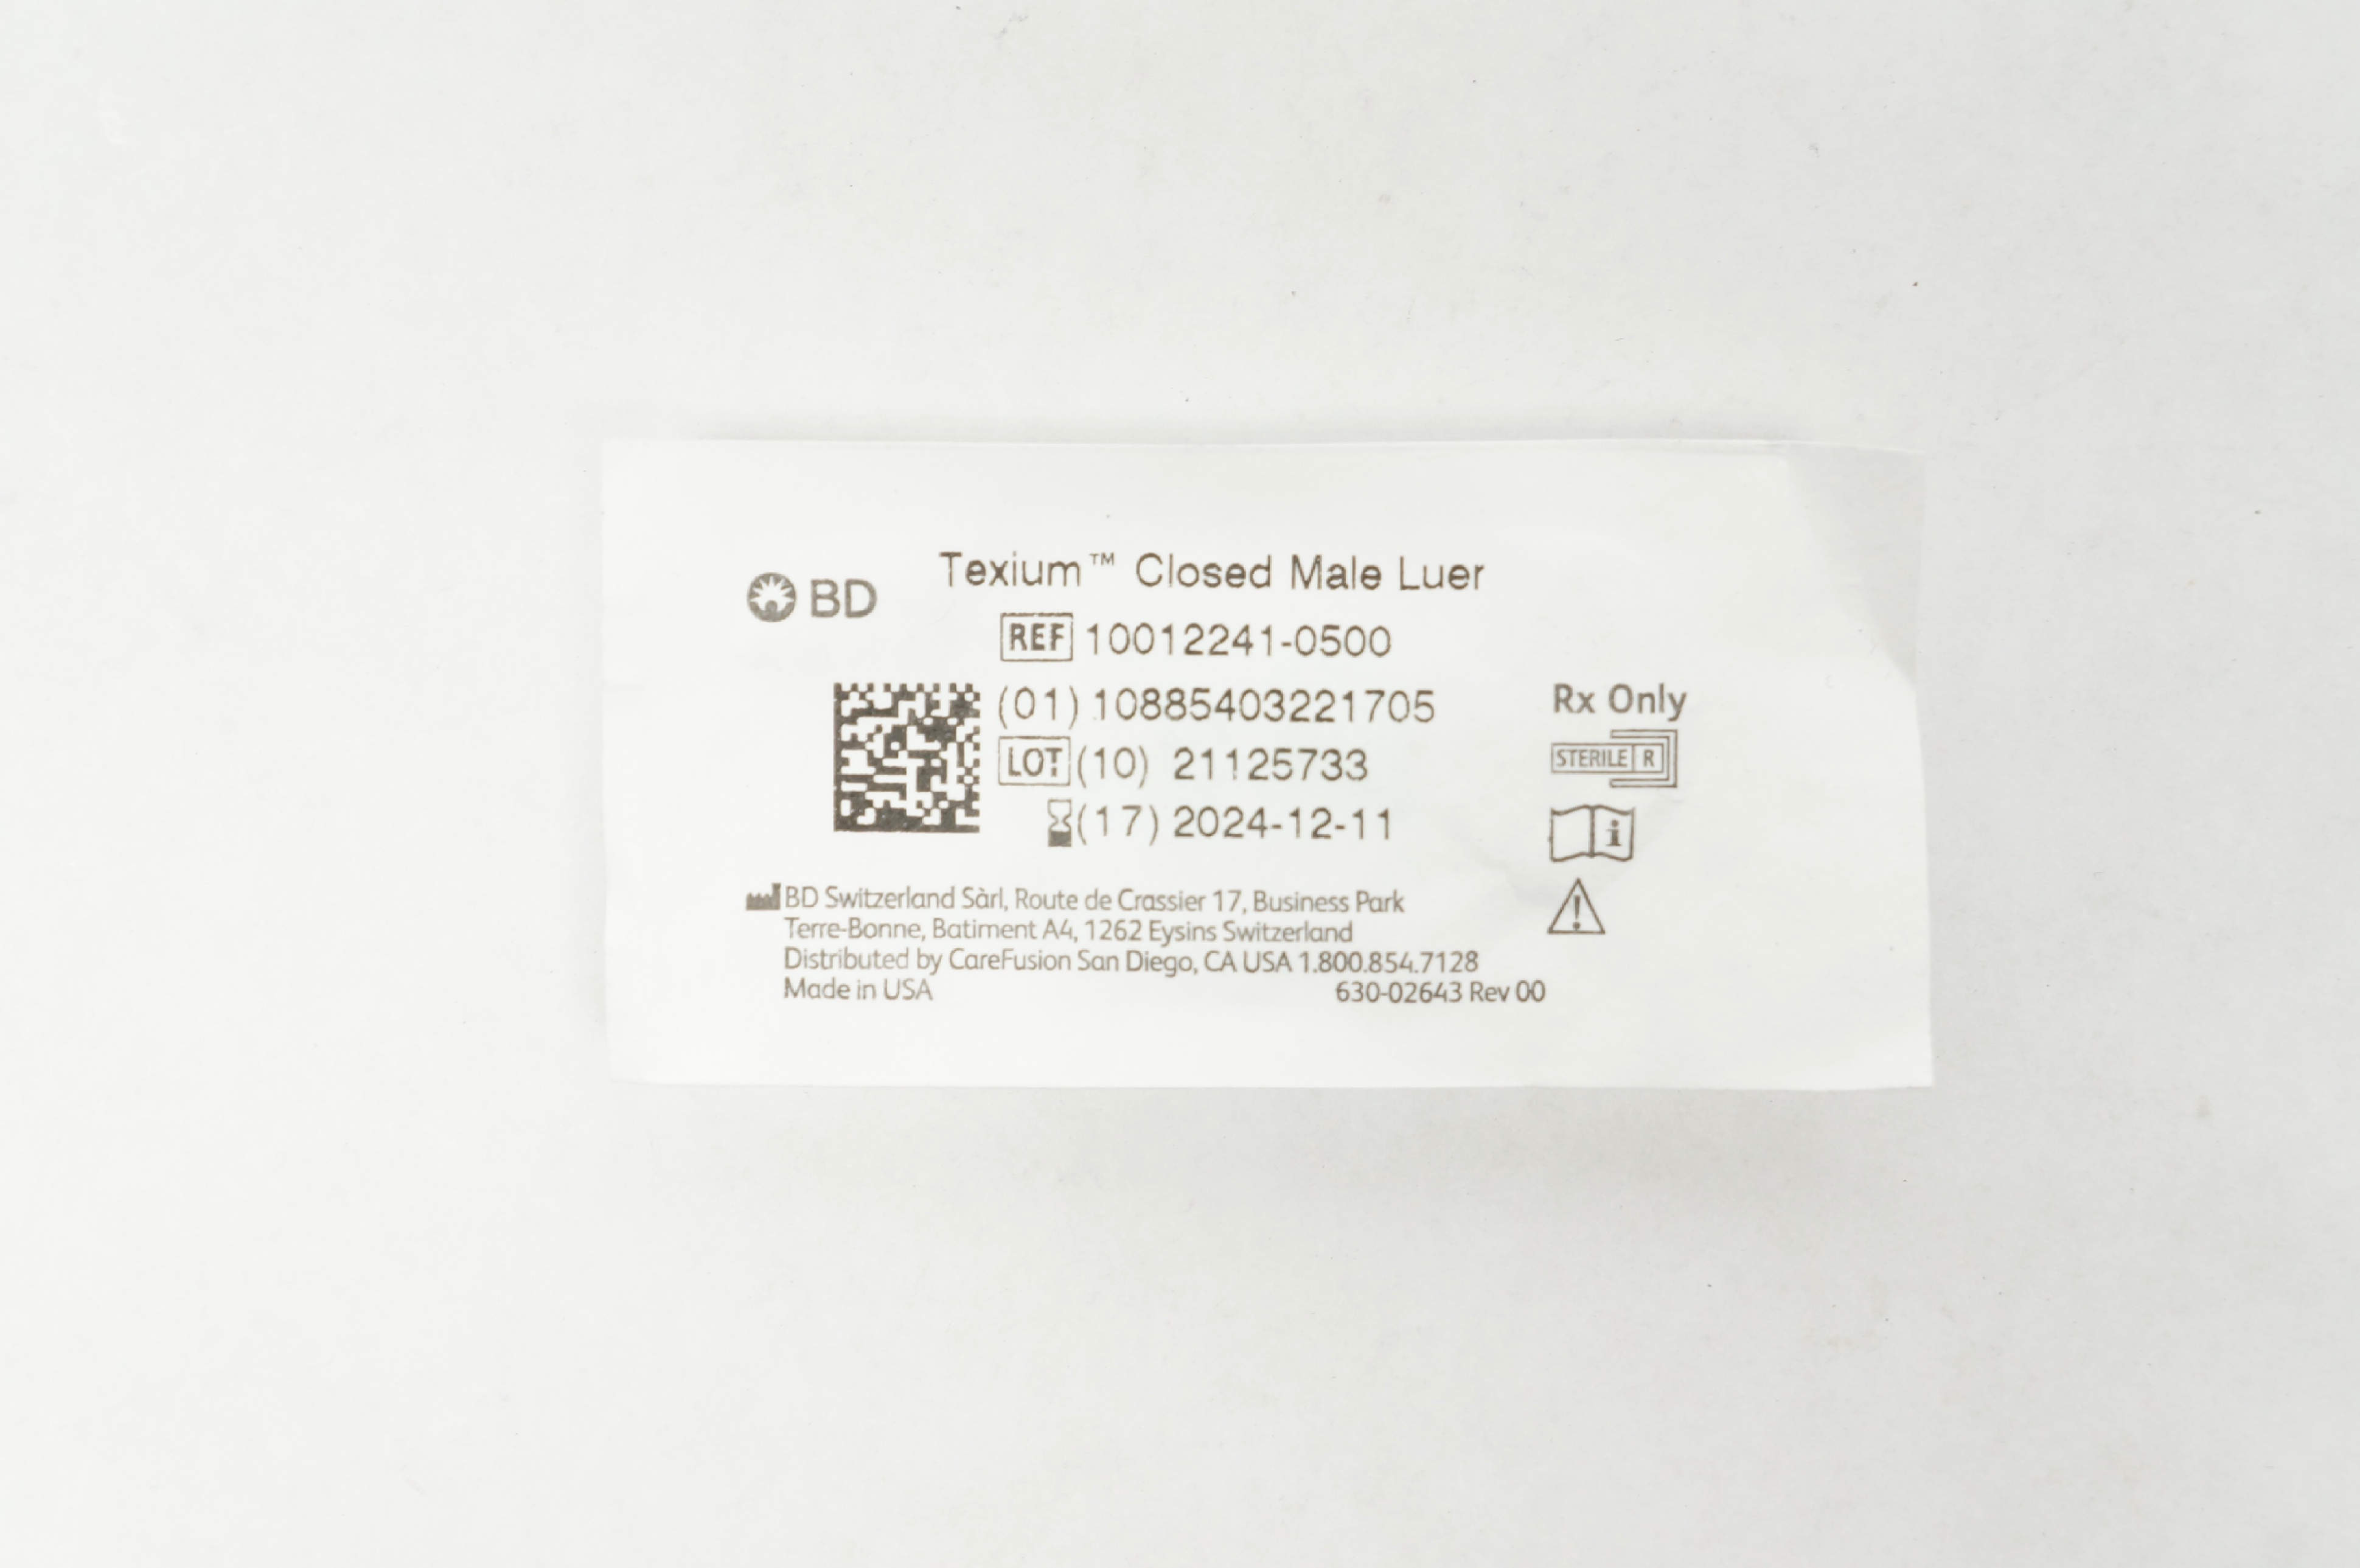 BD
Texium™ Closed Male Luer
REF 10012241-0500
(01) 10885403221705
LOT (10) 21125733
(17) 2024-12-11
Rx Only
STERILE R
i
!
BD Switzerland Sàrl, Route de Crassier 17, Business Park
Terre-Bonne, Batiment A4, 1262 Eysins Switzerland
Distributed by CareFusion San Diego, CA USA 1.800.854.7128
Made in USA
630-02643 Rev 00